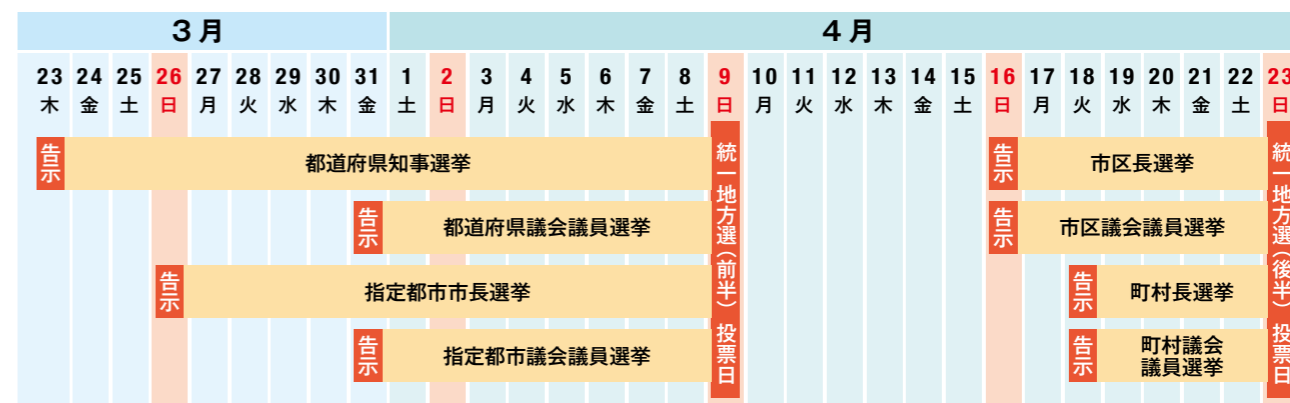 3月 4月
23 24 25 26 27 28 29 30 31 1 2 3 4 5 6 7 8 9 10 11 12 13 14 15 16 17 18 19 20 21 22 23
木 金 土 日 月 火 水 木 金 土 日 月 火 水 木 金 土 日 月 火 水 木 金 土 日 月 火 水 木 金 土 日
告示 都道府県知事選挙
告示 都道府県議会議員選挙
告示 指定都市市長選挙
告示 指定都市議会議員選挙
統一地方選(前半)投票日
告示 市区長選挙
告示 市区議会議員選挙
告示 町村長選挙
告示 町村議会
議員選挙
統一地方選(後半)投票日